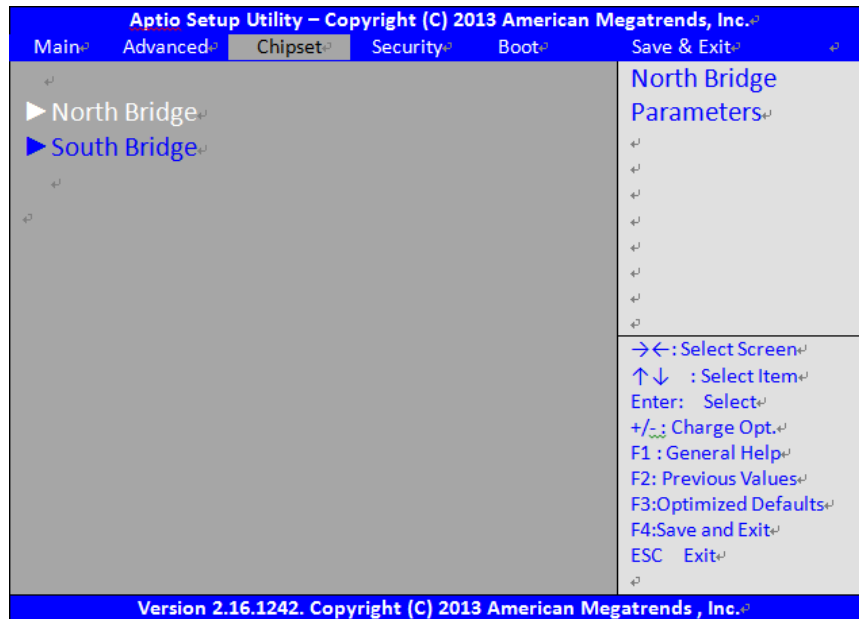 Aptio Setup Utility – Copyright (C) 2013 American Megatrends, Inc.
Main Advanced Chipset Security Boot Save & Exit
►North Bridge
►South Bridge
North Bridge
Parameters
→←: Select Screen
↑↓ : Select Item
Enter: Select
+/-: Charge Opt.
F1 : General Help
F2: Previous Values
F3:Optimized Defaults
F4:Save and Exit
ESC Exit
Version 2.16.1242. Copyright (C) 2013 American Megatrends , Inc.